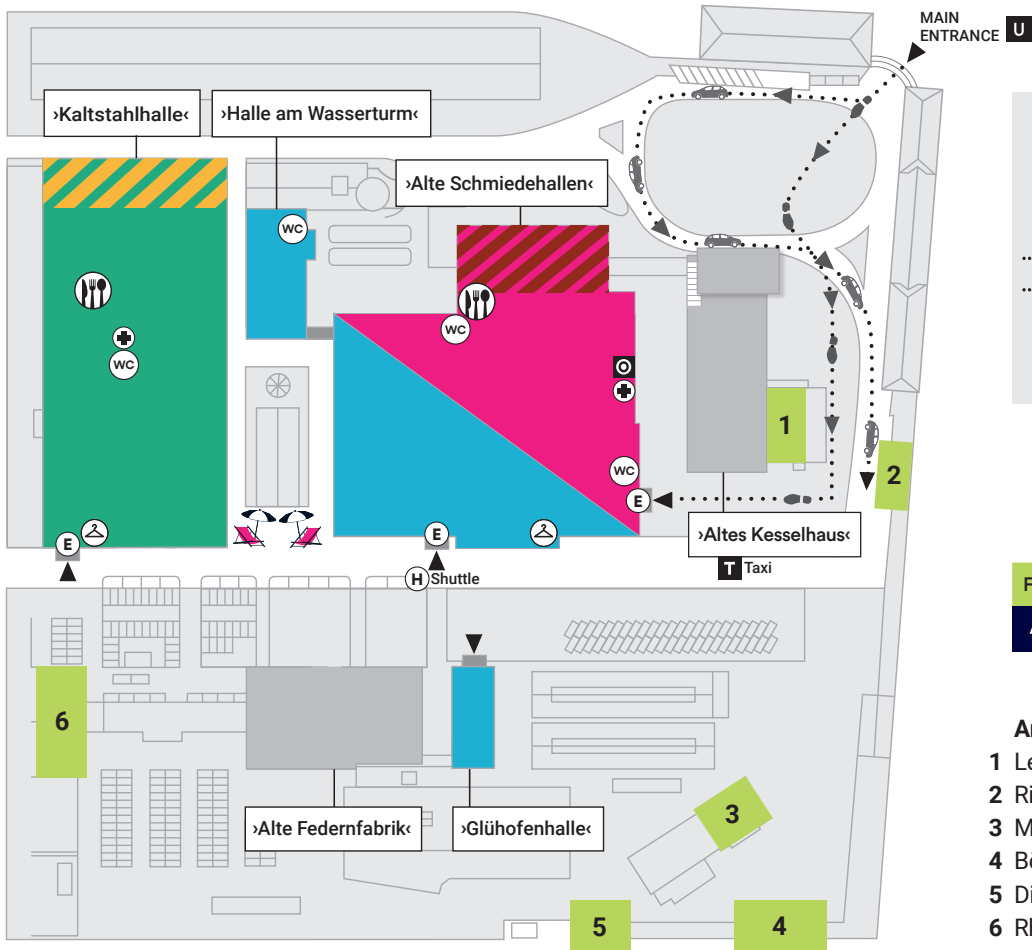 MAIN
ENTRANCE U
›Kaltstahlhalle‹
›Halle am Wasserturm‹
›Alte Schmiedehallen‹
WC
WC
WC
WC
1
2
E
›Altes Kesselhaus‹
E
E
T Taxi
H Shuttle
6
›Alte Federnfabrik‹
›Glühofenhalle‹
3
5
4
1
2
3
4
5
6